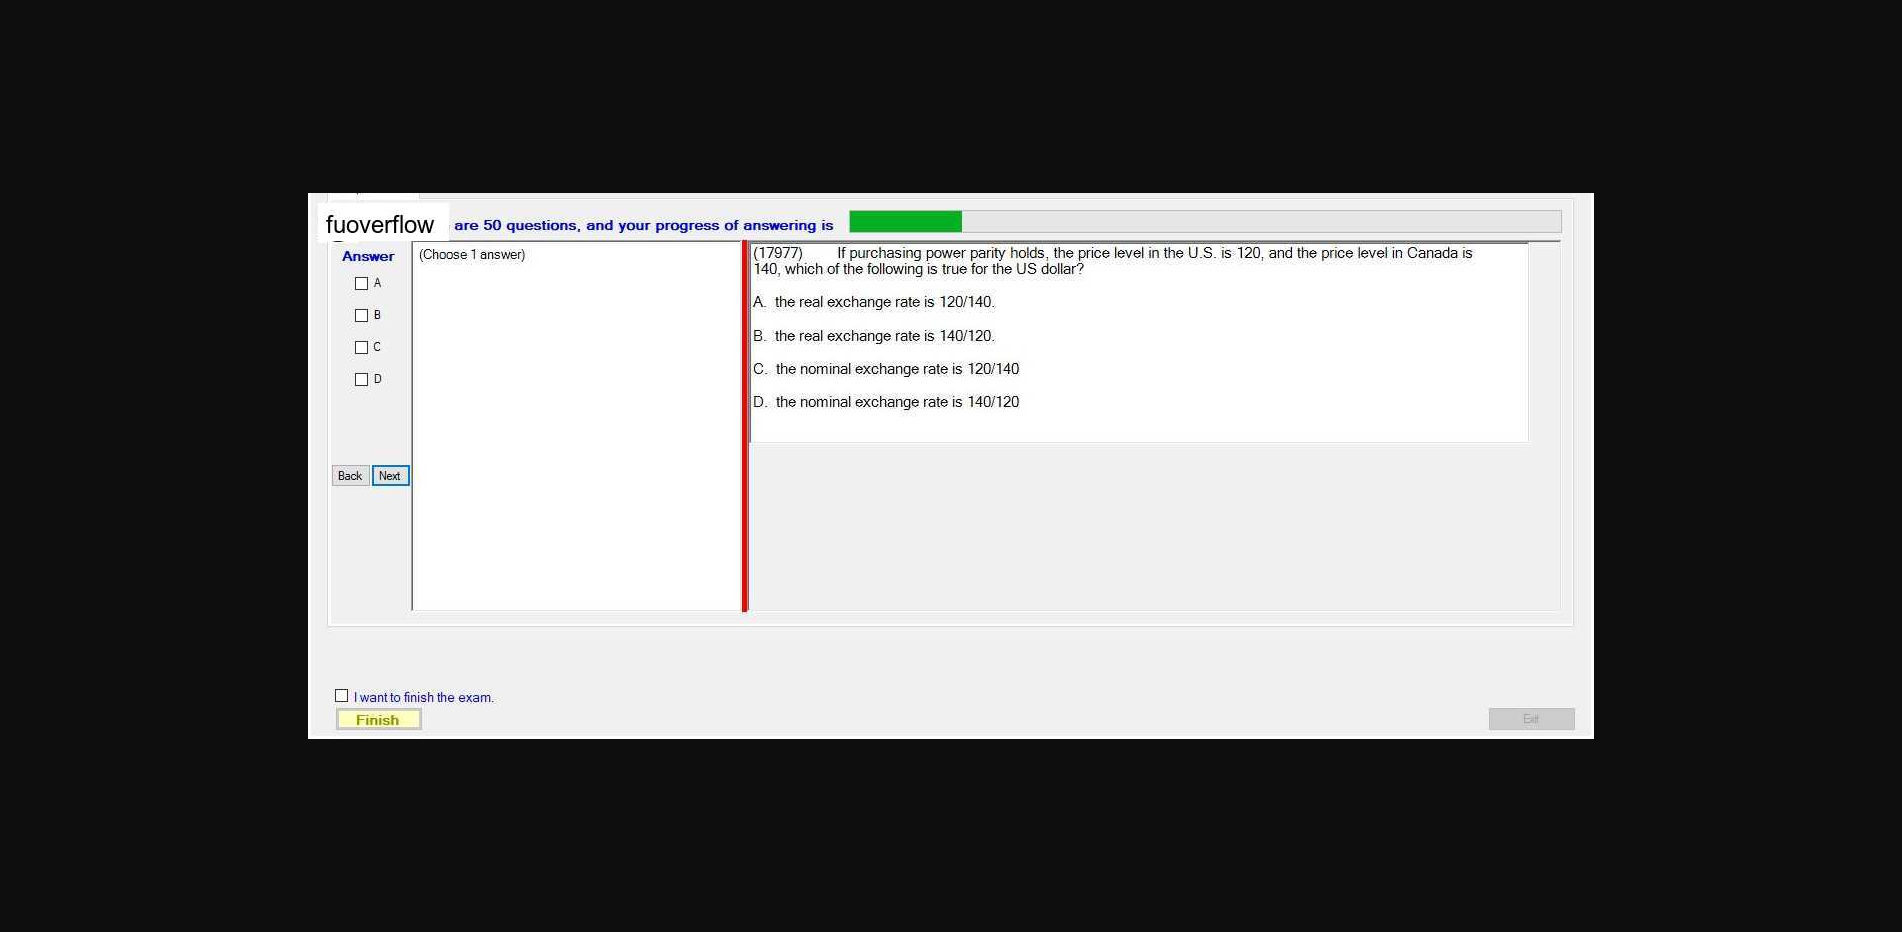 fuoverflow are 50 questions, and your progress of answering is
Answer
(Choose 1 answer)
A
B
C
D
Back Next
(17977) If purchasing power parity holds, the price level in the U.S. is 120, and the price level in Canada is
140, which of the following is true for the US dollar?
A. the real exchange rate is 120/140.
B. the real exchange rate is 140/120.
C. the nominal exchange rate is 120/140
D. the nominal exchange rate is 140/120
I want to finish the exam.
Finish
Exit